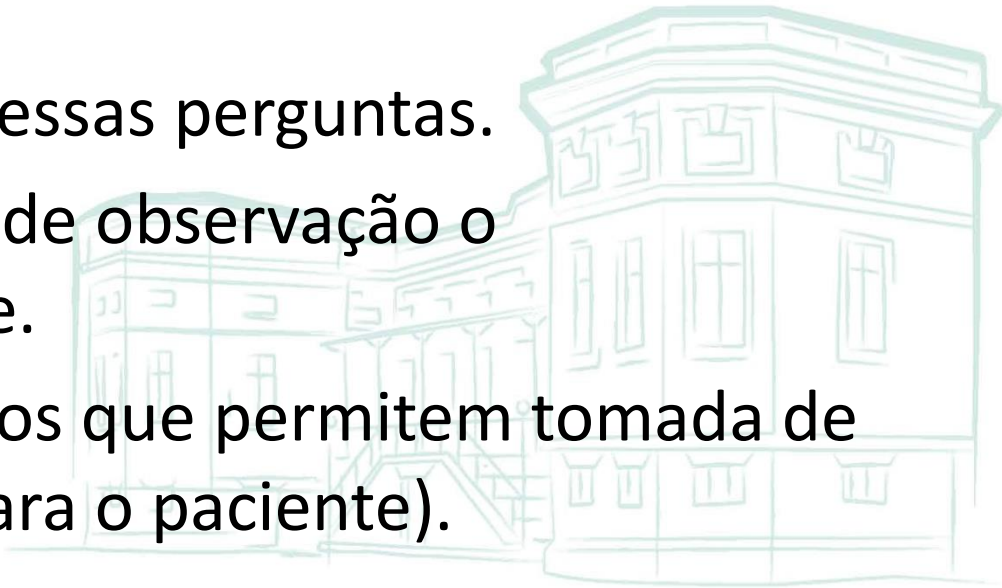 essas perguntas.
de observação o
e.
os que permitem tomada de
ara o paciente).